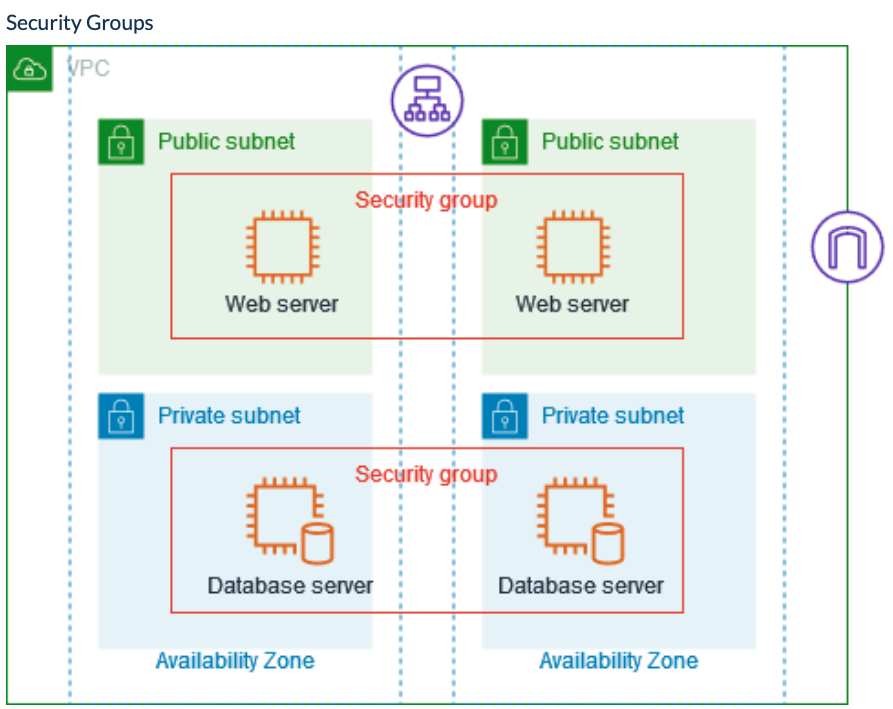 Security Groups
VPC
Public subnet
Public subnet
Security group
Web server
Web server
Private subnet
Private subnet
Security group
Database server
Database server
Availability Zone
Availability Zone